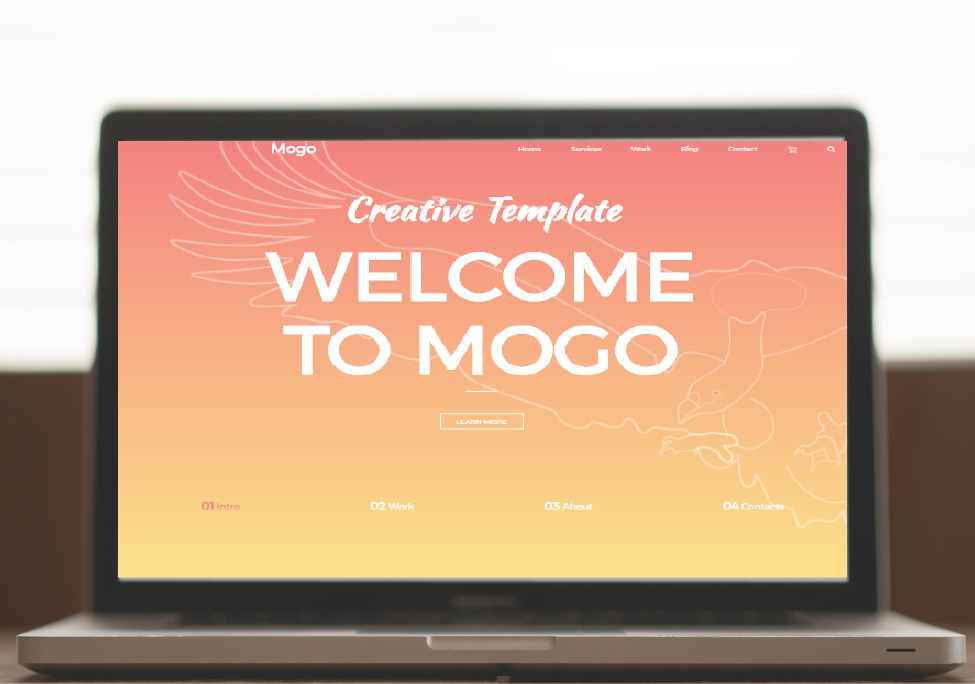 Mogo Home Services Work Blog Contact
Creative Template
WELCOME
TO MOGO
LEARN MORE
01 Intro 02 Work 03 About 04 Contacts